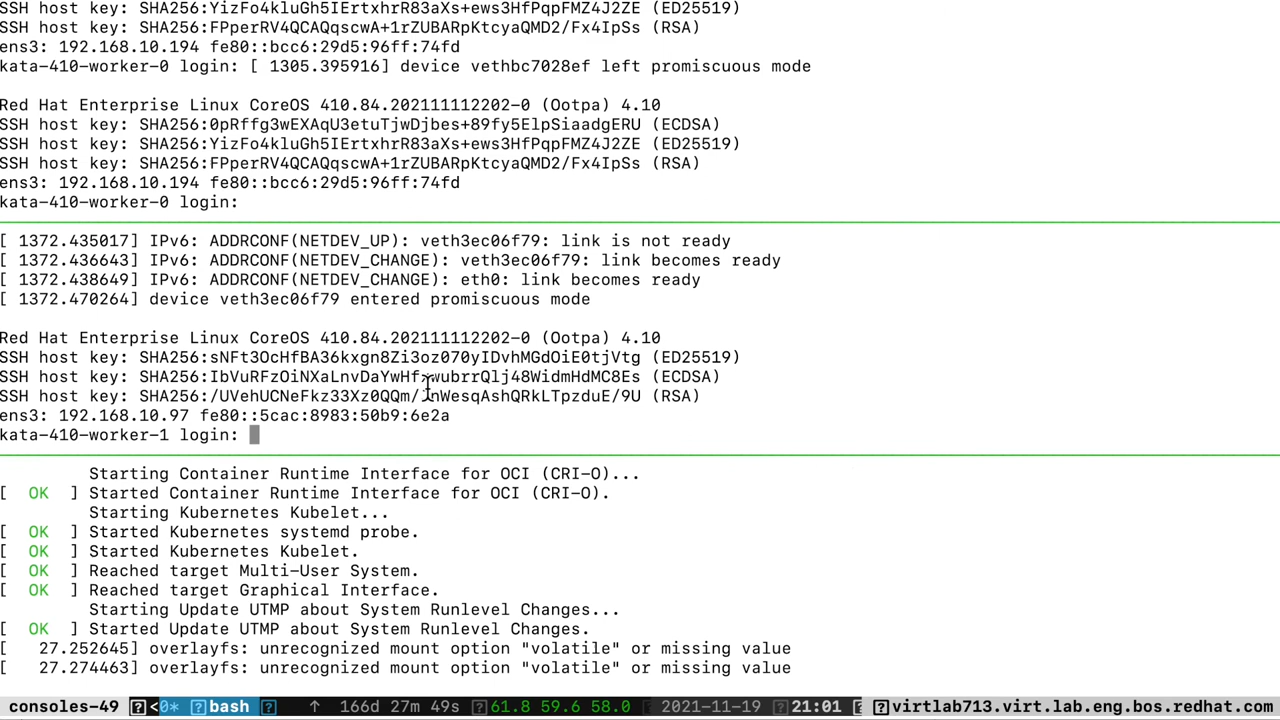 SSH host key: SHA256:YizFo4kluGh5IErtxhrR83aXs+ews3HfPqpFMZ4J2ZE (ED25519)
SSH host key: SHA256:FPperRV4QCAQqscwA+1rZUBARpKtcyaQMD2/Fx4IpSs (RSA)
ens3: 192.168.10.194 fe80::bcc6:29d5:96ff:74fd
kata-410-worker-0 login: [ 1305.395916] device vethbc7028ef left promiscuous mode
Red Hat Enterprise Linux CoreOS 410.84.202111112202-0 (Ootpa) 4.10
SSH host key: SHA256:0pRffg3wEXAqU3etuTjwDjbes+89fy5ElpSiaadgERU (ECDSA)
SSH host key: SHA256:YizFo4kluGh5IErtxhrR83aXs+ews3HfPqpFMZ4J2ZE (ED25519)
SSH host key: SHA256:FPperRV4QCAQqscwA+1rZUBARpKtcyaQMD2/Fx4IpSs (RSA)
ens3: 192.168.10.194 fe80::bcc6:29d5:96ff:74fd
kata-410-worker-0 login:
[ 1372.435017] IPv6: ADDRCONF(NETDEV_UP): veth3ec06f79: link is not ready
[ 1372.436643] IPv6: ADDRCONF(NETDEV_CHANGE): veth3ec06f79: link becomes ready
[ 1372.438649] IPv6: ADDRCONF(NETDEV_CHANGE): eth0: link becomes ready
[ 1372.470264] device veth3ec06f79 entered promiscuous mode
Red Hat Enterprise Linux CoreOS 410.84.202111112202-0 (Ootpa) 4.10
SSH host key: SHA256:sNFt3OcHfBA36kxgn8Zi3oz070yIDvhMGdOiE0tjVtg (ED25519)
SSH host key: (ECDSA)
SSH host key: (RSA)
ens3: 192.168.10.97 fe80::5cac:8983:50b9:6e2a
kata-410-worker-1 login:
Starting Container Runtime Interface for OCI (CRI-O)...
[ OK ] Started Container Runtime Interface for OCI (CRI-O).
Starting Kubernetes Kubelet...
[ OK ] Started Kubernetes systemd probe.
[ OK ] Started Kubernetes Kubelet.
[ OK ] Reached target Multi-User System.
[ OK ] Reached target Graphical Interface.
Starting Update UTMP about System Runlevel Changes...
[ OK ] Started Update UTMP about System Runlevel Changes.
[ 27.252645] overlayfs: unrecognized mount option "volatile" or missing value
[ 27.274463] overlayfs: unrecognized mount option "volatile" or missing value
consoles-49 <0* bash ↑ 166d 27m 49s 61.8 59.6 58.0 2021-11-19 21:01 virtlab713.virt.lab.eng.bos.redhat.com